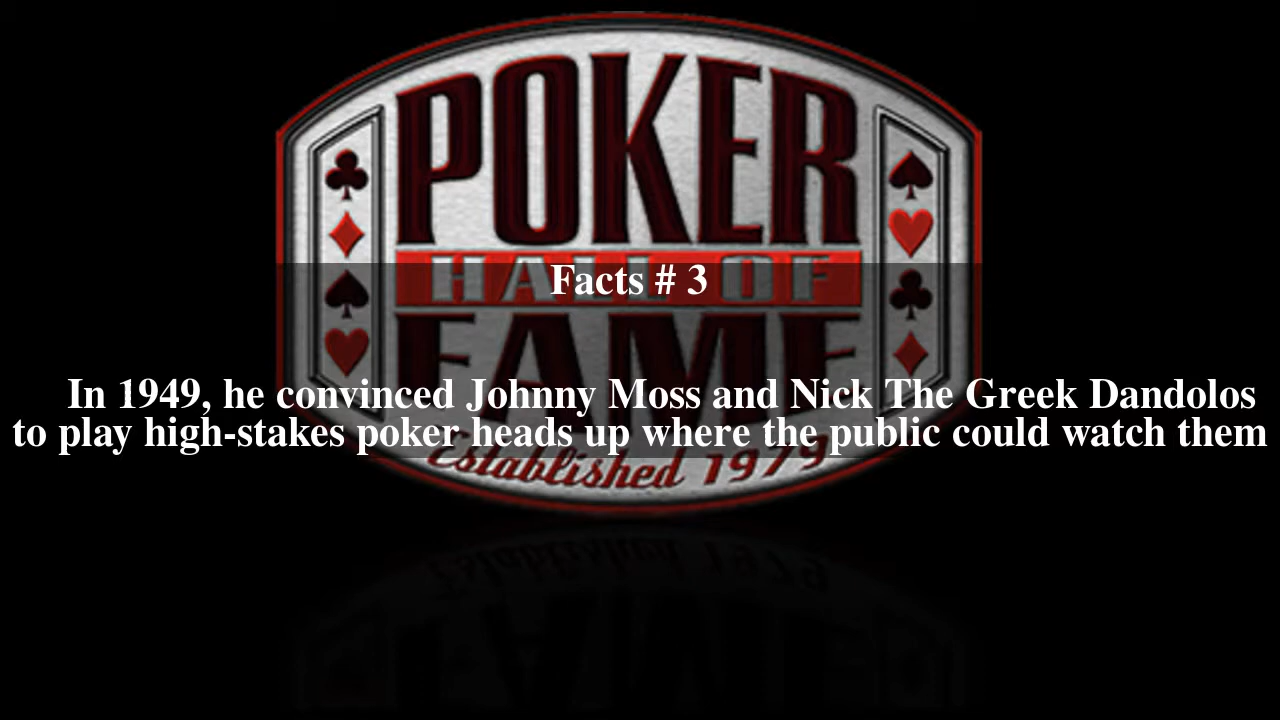 POKER
HALL OF
FAME
Established 1979
Facts # 3
In 1949, he convinced Johnny Moss and Nick The Greek Dandolos
to play high-stakes poker heads up where the public could watch them